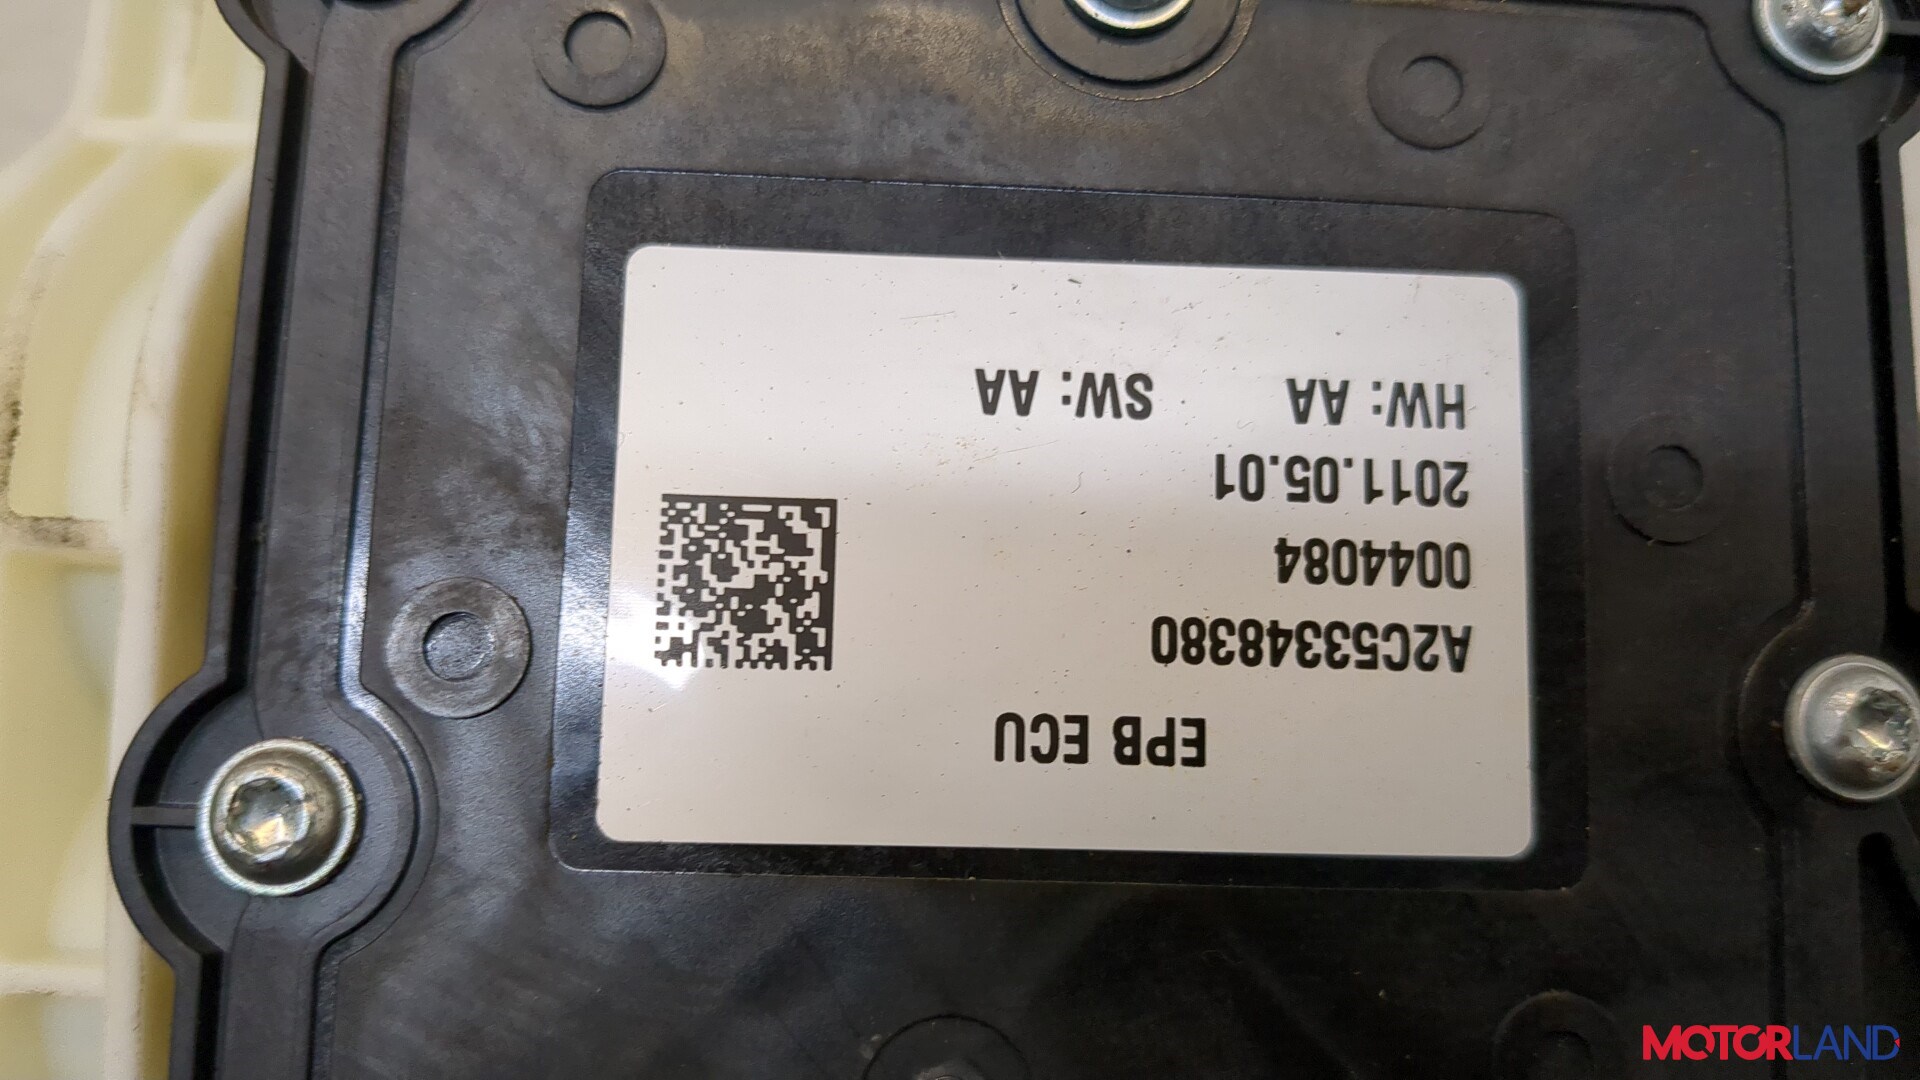 EPB ECU
A2C53348380
0044084
2011.05.01
HW: AA SW: AA
MOTORLAND